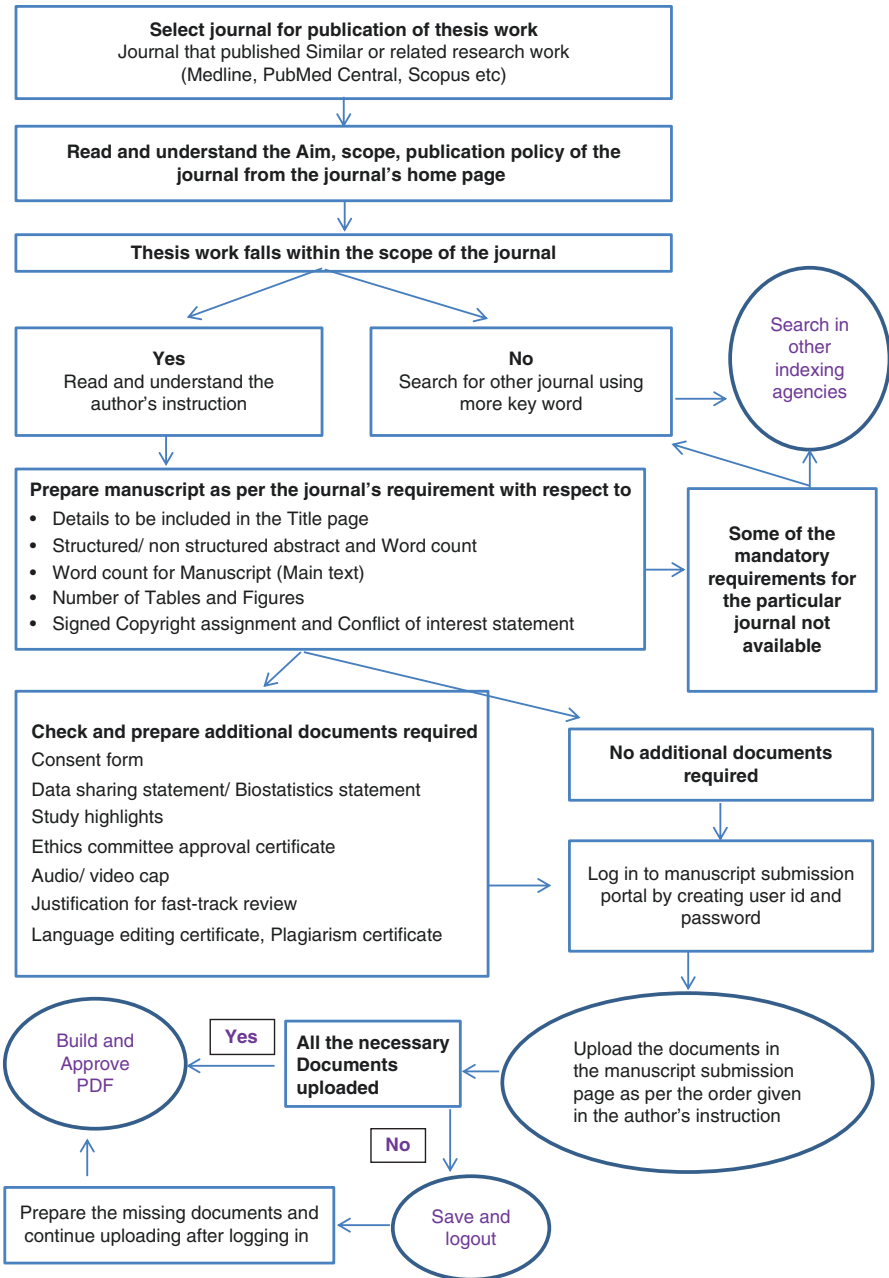 Select journal for publication of thesis work
Journal that published Similar or related research work
(Medline, PubMed Central, Scopus etc)
Read and understand the Aim, scope, publication policy of the
journal from the journal's home page
Thesis work falls within the scope of the journal
Yes
Read and understand the
author's instruction
No
Search for other journal using
more key word
Search in
other
indexing
agencies
Prepare manuscript as per the journal's requirement with respect to
• Details to be included in the Title page
• Structured/ non structured abstract and Word count
• Word count for Manuscript (Main text)
• Number of Tables and Figures
• Signed Copyright assignment and Conflict of interest statement
Some of the
mandatory
requirements for
the particular
journal not
available
Check and prepare additional documents required
Consent form
Data sharing statement/ Biostatistics statement
Study highlights
Ethics committee approval certificate
Audio/ video cap
Justification for fast-track review
Language editing certificate, Plagiarism certificate
No additional documents
required
Log in to manuscript submission
portal by creating user id and
password
Upload the documents in
the manuscript submission
page as per the order given
in the author's instruction
All the necessary
Documents
uploaded
Yes
Build and
Approve
PDF
No
Save and
logout
Prepare the missing documents and
continue uploading after logging in